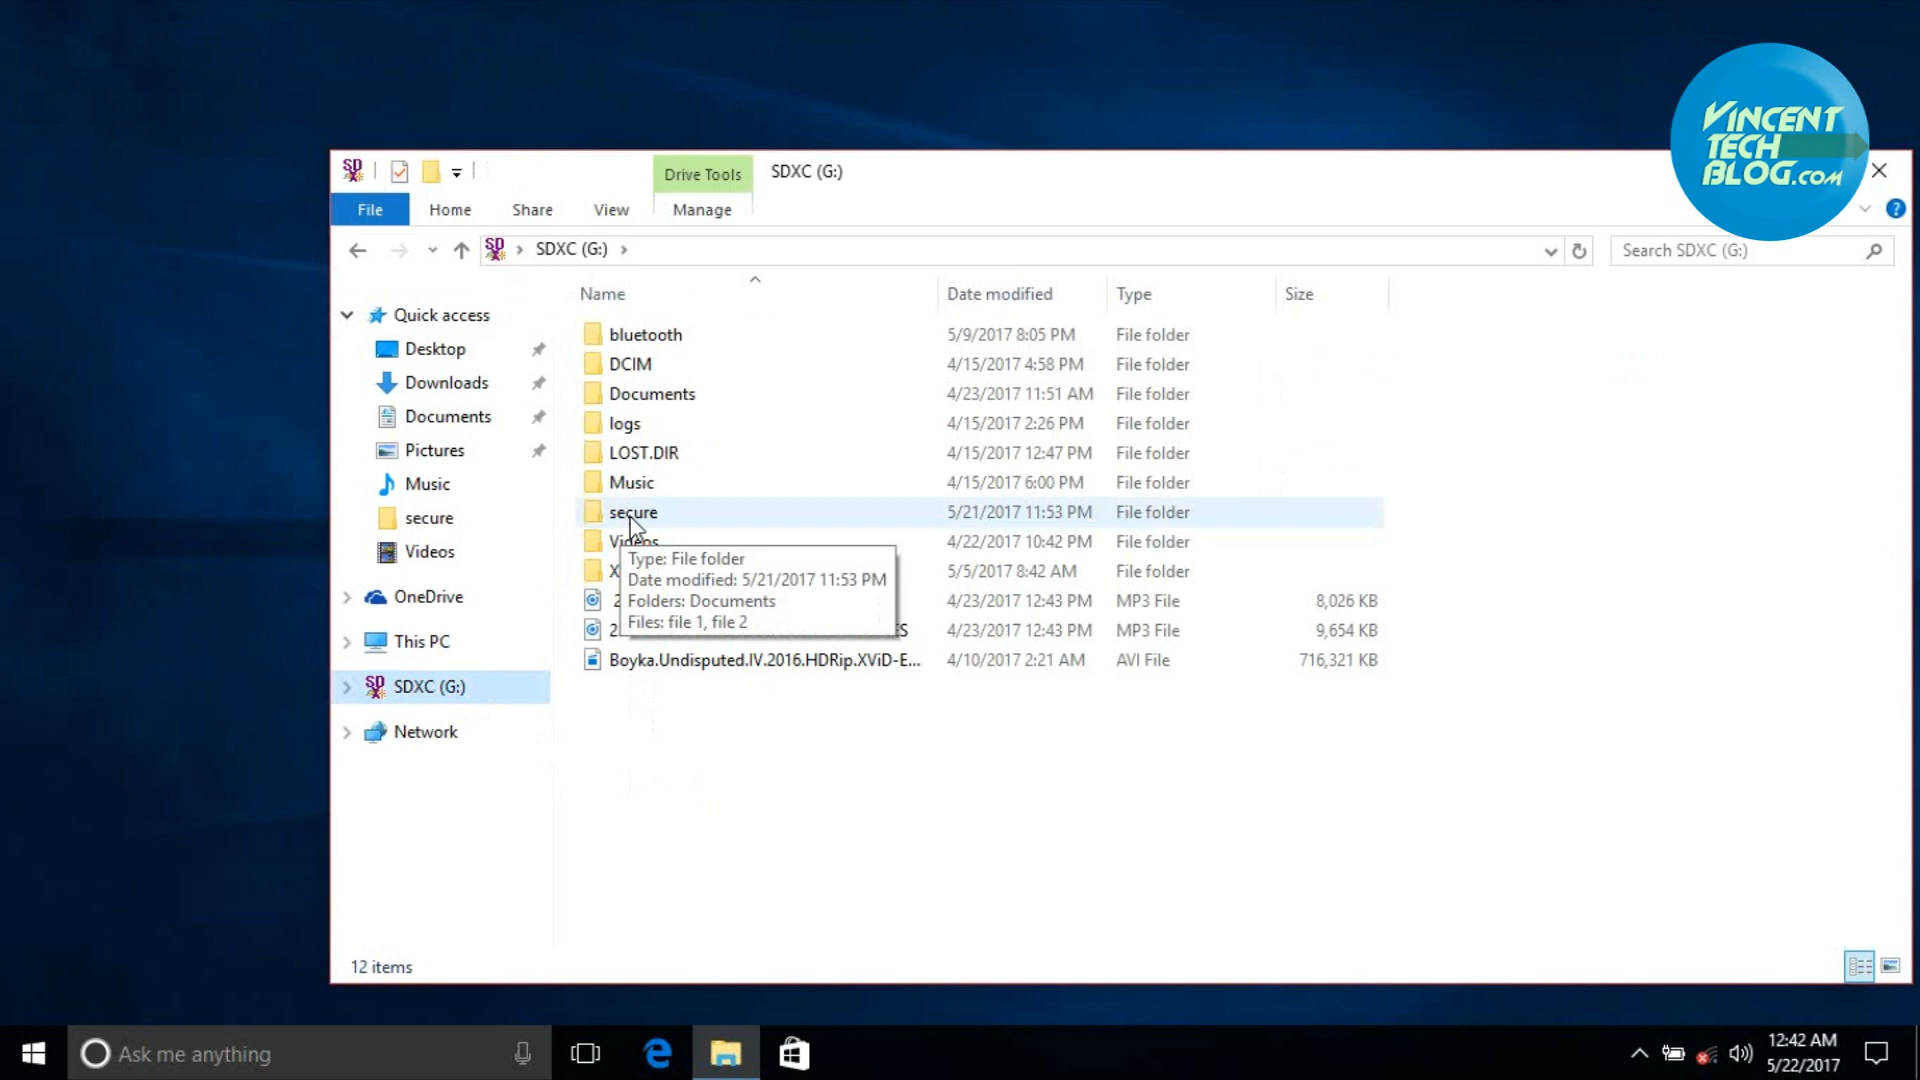 VINCENT
TECH
BLOG.COM
Drive Tools
SDXC (G:)
File
Home
Share
View
Manage
SDXC (G:)
Search SDXC (G:)
Name
Date modified
Type
Size
Quick access
Desktop
Downloads
Documents
Pictures
Music
secure
Videos
OneDrive
This PC
SDXC (G:)
Network
bluetooth 5/9/2017 8:05 PM File folder
DCIM 4/15/2017 4:58 PM File folder
Documents 4/23/2017 11:51 AM File folder
logs 4/15/2017 2:26 PM File folder
LOST.DIR 4/15/2017 12:47 PM File folder
Music 4/15/2017 6:00 PM File folder
secure 5/21/2017 11:53 PM File folder
Videos 4/22/2017 10:42 PM File folder
X 5/5/2017 8:42 AM File folder
2 4/23/2017 12:43 PM MP3 File 8,026 KB
2 S 4/23/2017 12:43 PM MP3 File 9,654 KB
Boyka.Undisputed.IV.2016.HDRip.XViD-E... 4/10/2017 2:21 AM AVI File 716,321 KB
Type: File folder
Date modified: 5/21/2017 11:53 PM
Folders: Documents
Files: file 1, file 2
12 items
Ask me anything
12:42 AM
5/22/2017